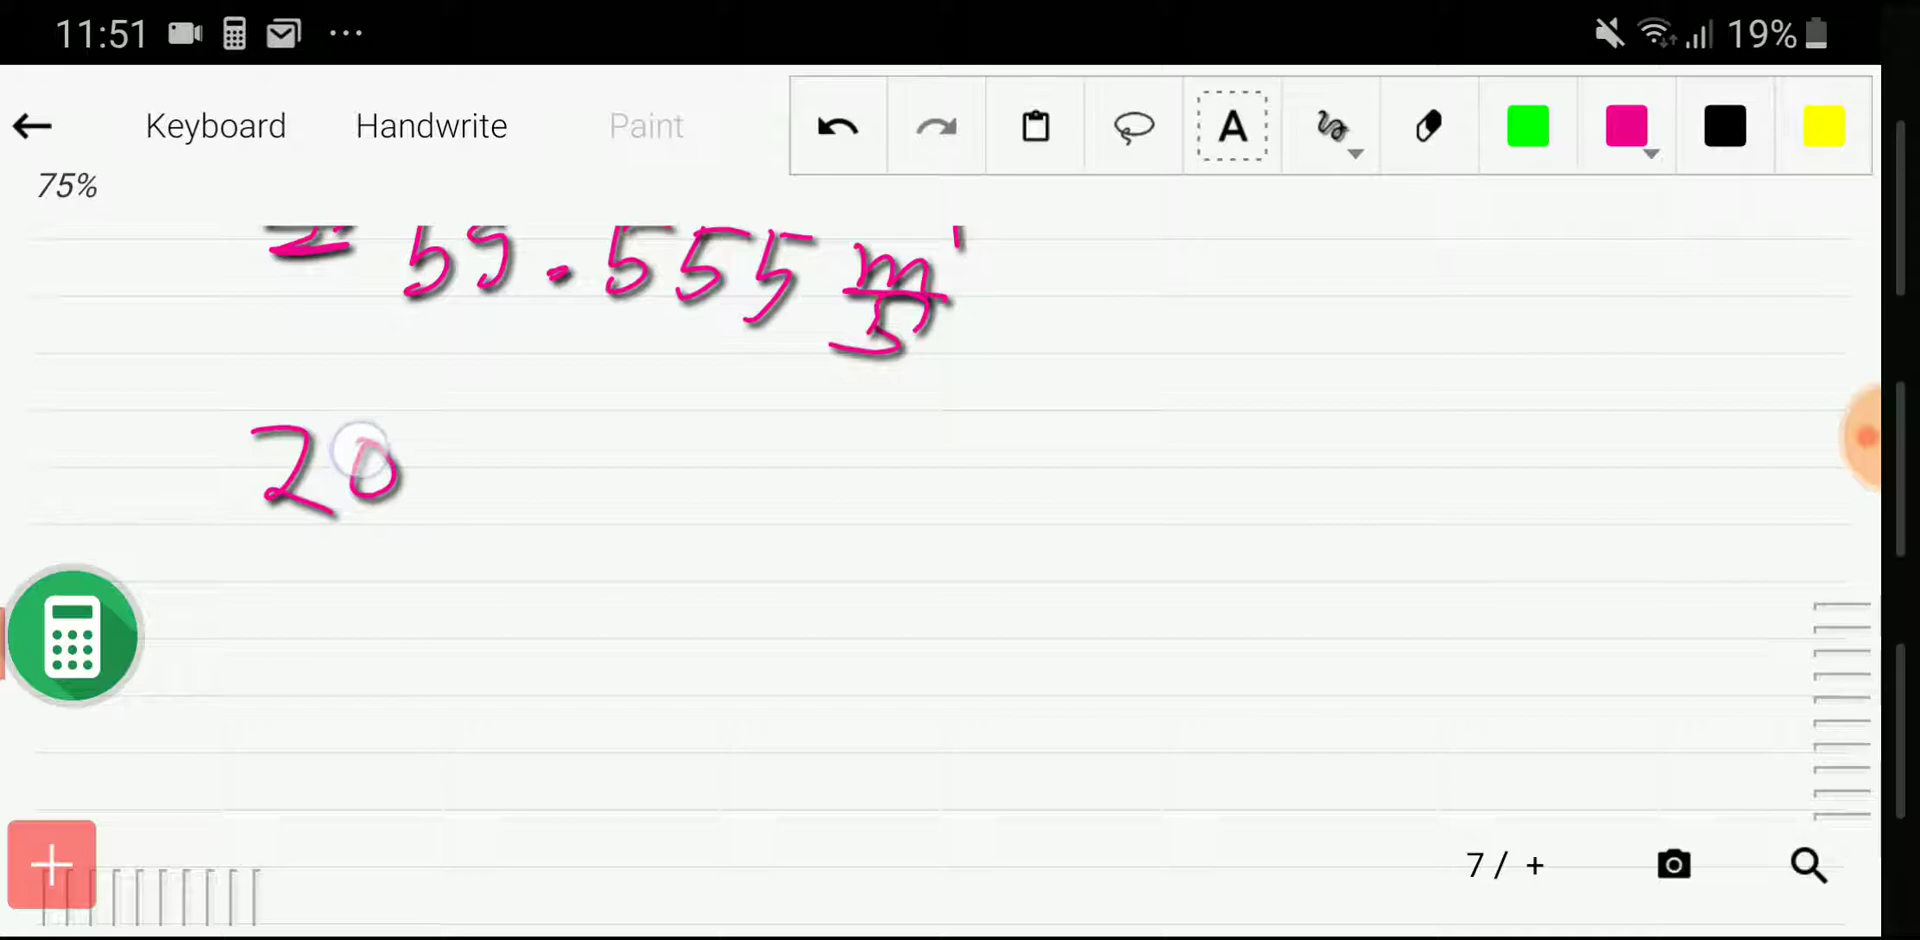 11:51 ... 19%
Keyboard Handwrite Paint A
75%
= 55.555 m/s
20
7 / +